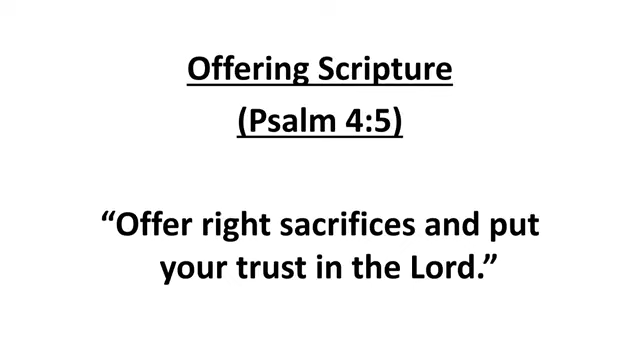 Offering Scripture
(Psalm 4:5)
“Offer right sacrifices and put
your trust in the Lord.”